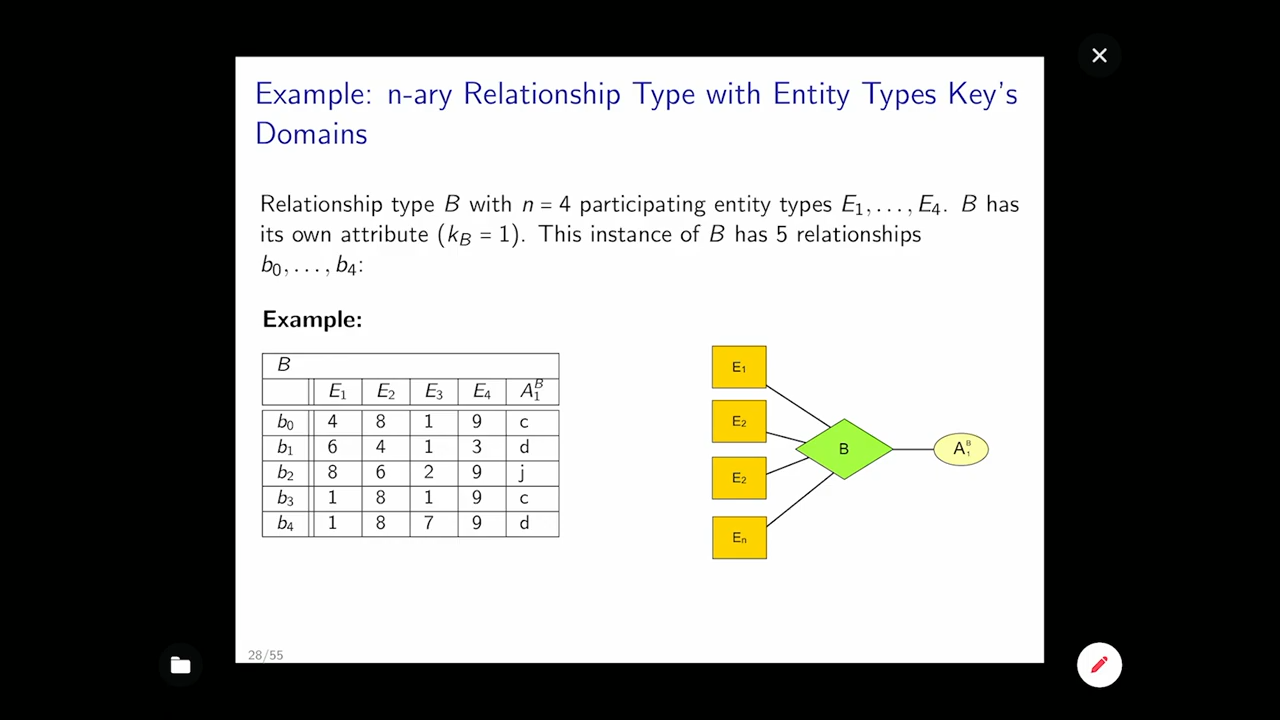 Example: n-ary Relationship Type with Entity Types Key's
Domains
Relationship type B with n = 4 participating entity types E₁, . . . , E₄. B has
its own attribute (k_B = 1). This instance of B has 5 relationships
b₀, . . . , b₄:
Example:
B
E₁ E₂ E₃ E₄ A₁ᴮ
b₀ 4 8 1 9 c
b₁ 6 4 1 3 d
b₂ 8 6 2 9 j
b₃ 1 8 1 9 c
b₄ 1 8 7 9 d
E₁
E₂
E₂
Eₙ
B
A₁ᴮ
28/55